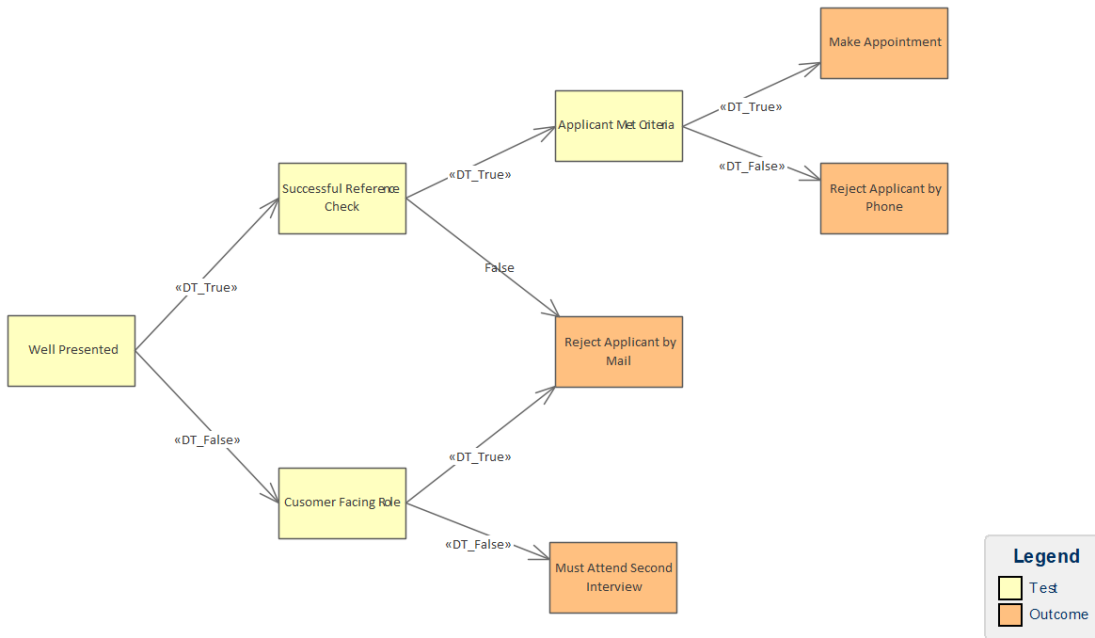 Make Appointment
«DT_True»
Applicant Met Criteria
«DT_False»
Reject Applicant by
Phone
«DT_True»
Successful Reference
Check
False
«DT_True»
Well Presented
Reject Applicant by
Mail
«DT_False»
«DT_True»
Cusomer Facing Role
«DT_False»
Must Attend Second
Interview
Legend
Test
Outcome